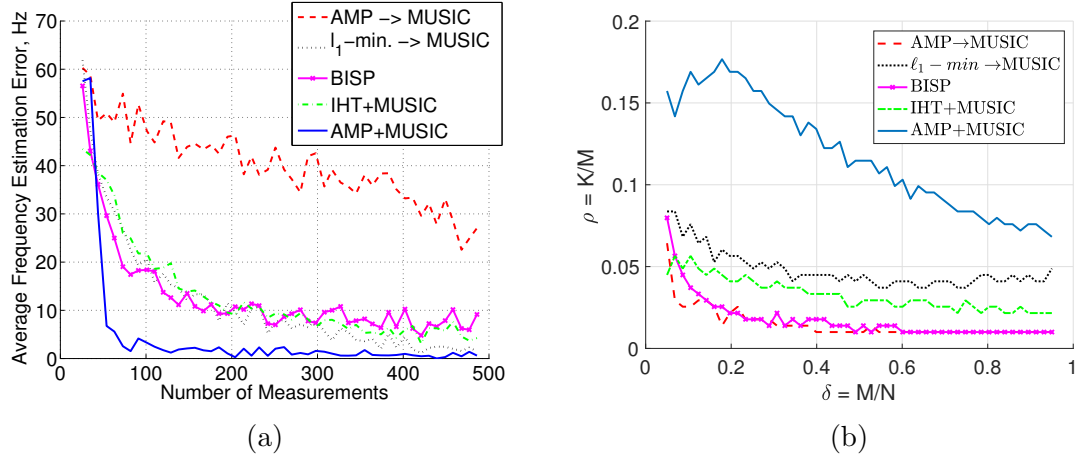 Average Frequency Estimation Error, Hz
70
60
50
40
30
20
10
0
0
100
200
300
400
500
Number of Measurements
AMP -> MUSIC
l₁-min. -> MUSIC
BISP
IHT+MUSIC
AMP+MUSIC
(a)
ρ = K/M
0.2
0.15
0.1
0.05
0
0
0.2
0.4
0.6
0.8
1
δ = M/N
AMP→MUSIC
ℓ₁ − min →MUSIC
BISP
IHT+MUSIC
AMP+MUSIC
(b)